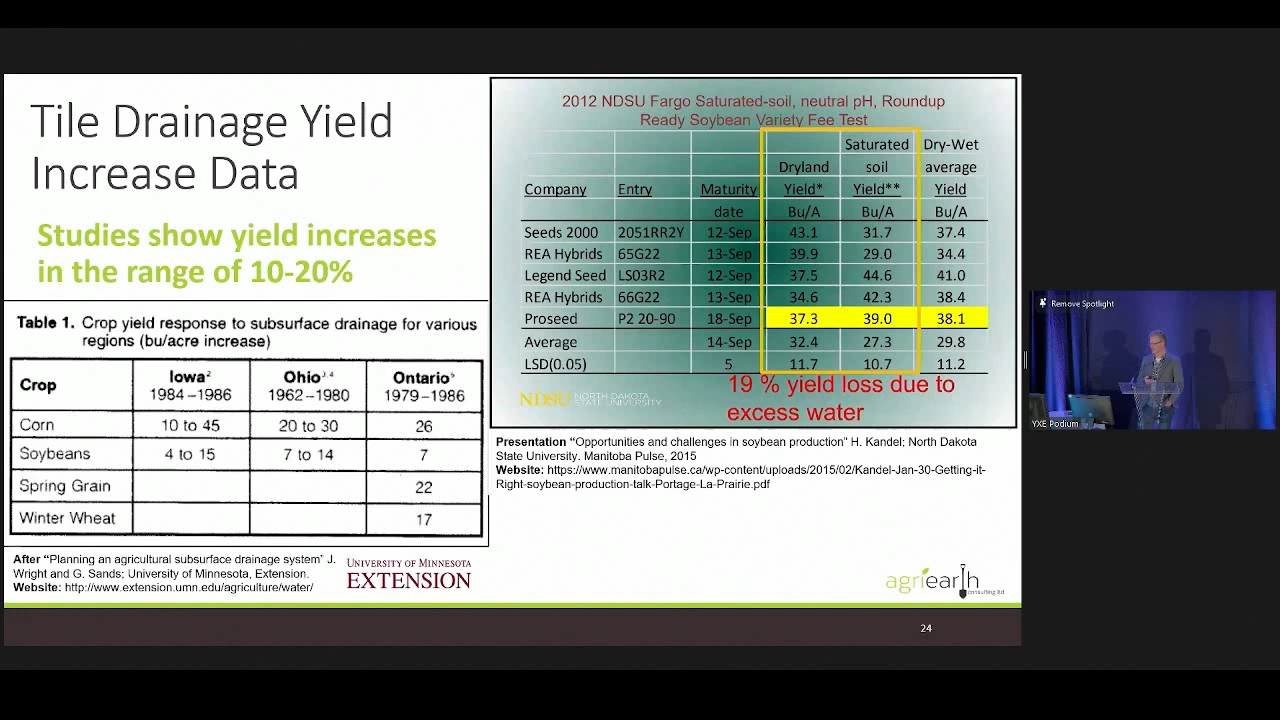 Tile Drainage Yield
Increase Data
Studies show yield increases
in the range of 10-20%
Table 1. Crop yield response to subsurface drainage for various
regions (bu/acre increase)
Crop Iowa² Ohio³,⁴ Ontario⁵
1984–1986 1962–1980 1979–1986
Corn 10 to 45 20 to 30 26
Soybeans 4 to 15 7 to 14 7
Spring Grain 22
Winter Wheat 17
After “Planning an agricultural subsurface drainage system” J.
Wright and G. Sands; University of Minnesota, Extension.
Website: http://www.extension.umn.edu/agriculture/water/
UNIVERSITY OF MINNESOTA
EXTENSION
2012 NDSU Fargo Saturated-soil, neutral pH, Roundup
Ready Soybean Variety Fee Test
Saturated Dry-Wet
Dryland soil average
Company Entry Maturity Yield* Yield** Yield
date Bu/A Bu/A Bu/A
Seeds 2000 2051RR2Y 12-Sep 43.1 31.7 37.4
REA Hybrids 65G22 13-Sep 39.9 29.0 34.4
Legend Seed LS03R2 12-Sep 37.5 44.6 41.0
REA Hybrids 66G22 13-Sep 34.6 42.3 38.4
Proseed P2 20-90 18-Sep 37.3 39.0 38.1
Average 14-Sep 32.4 27.3 29.8
LSD(0.05) 5 11.7 10.7 11.2
19 % yield loss due to
excess water
NDSU NORTH DAKOTA
STATE UNIVERSITY
Presentation “Opportunities and challenges in soybean production” H. Kandel; North Dakota
State University. Manitoba Pulse, 2015
Website: https://www.manitobapulse.ca/wp-content/uploads/2015/02/Kandel-Jan-30-Getting-it-
Right-soybean-production-talk-Portage-La-Prairie.pdf
agriearth
consulting ltd.
24
Remove Spotlight
YXE Podium